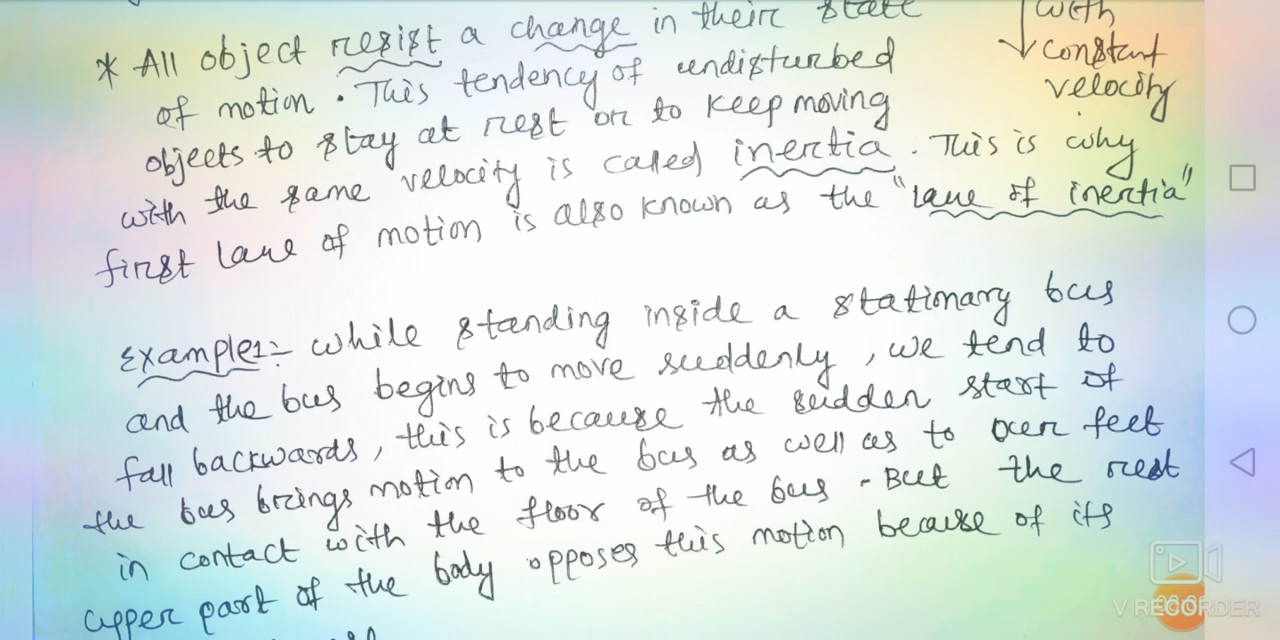 * All object resist a change in their state
of motion. This tendency of undisturbed
objects to stay at rest or to keep moving
with the same velocity is called inertia. This is why
first law of motion is also known as the "law of inertia"
with
constant
velocity
Example1:- While standing inside a stationary bus
and the bus begins to move suddenly, we tend to
fall backwards, this is because the sudden start of
the bus brings motion to the bus as well as to our feet
in contact with the floor of the bus. But the rest
upper part of the body opposes this motion because of its
V RECORDER